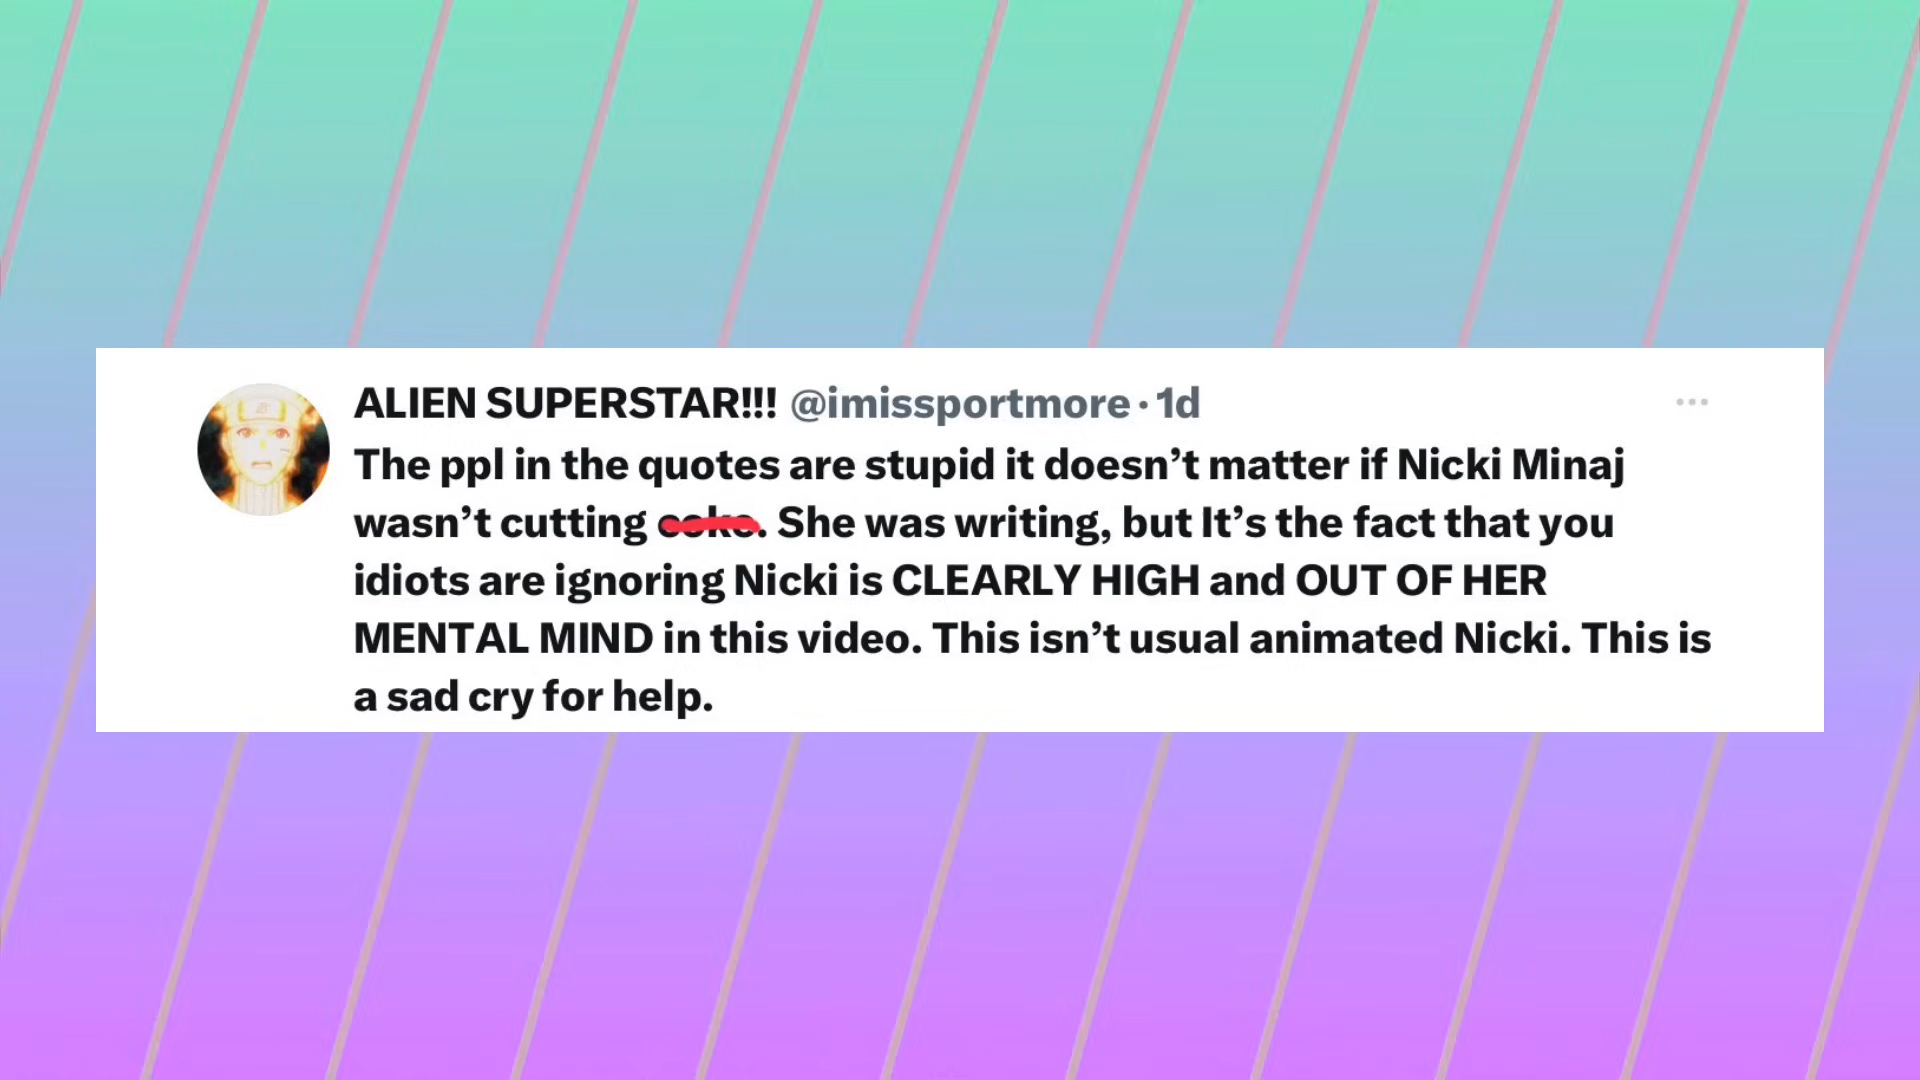 ALIEN SUPERSTAR!!! @imissportmore · 1d
The ppl in the quotes are stupid it doesn’t matter if Nicki Minaj
wasn’t cutting coke. She was writing, but It’s the fact that you
idiots are ignoring Nicki is CLEARLY HIGH and OUT OF HER
MENTAL MIND in this video. This isn’t usual animated Nicki. This is
a sad cry for help.